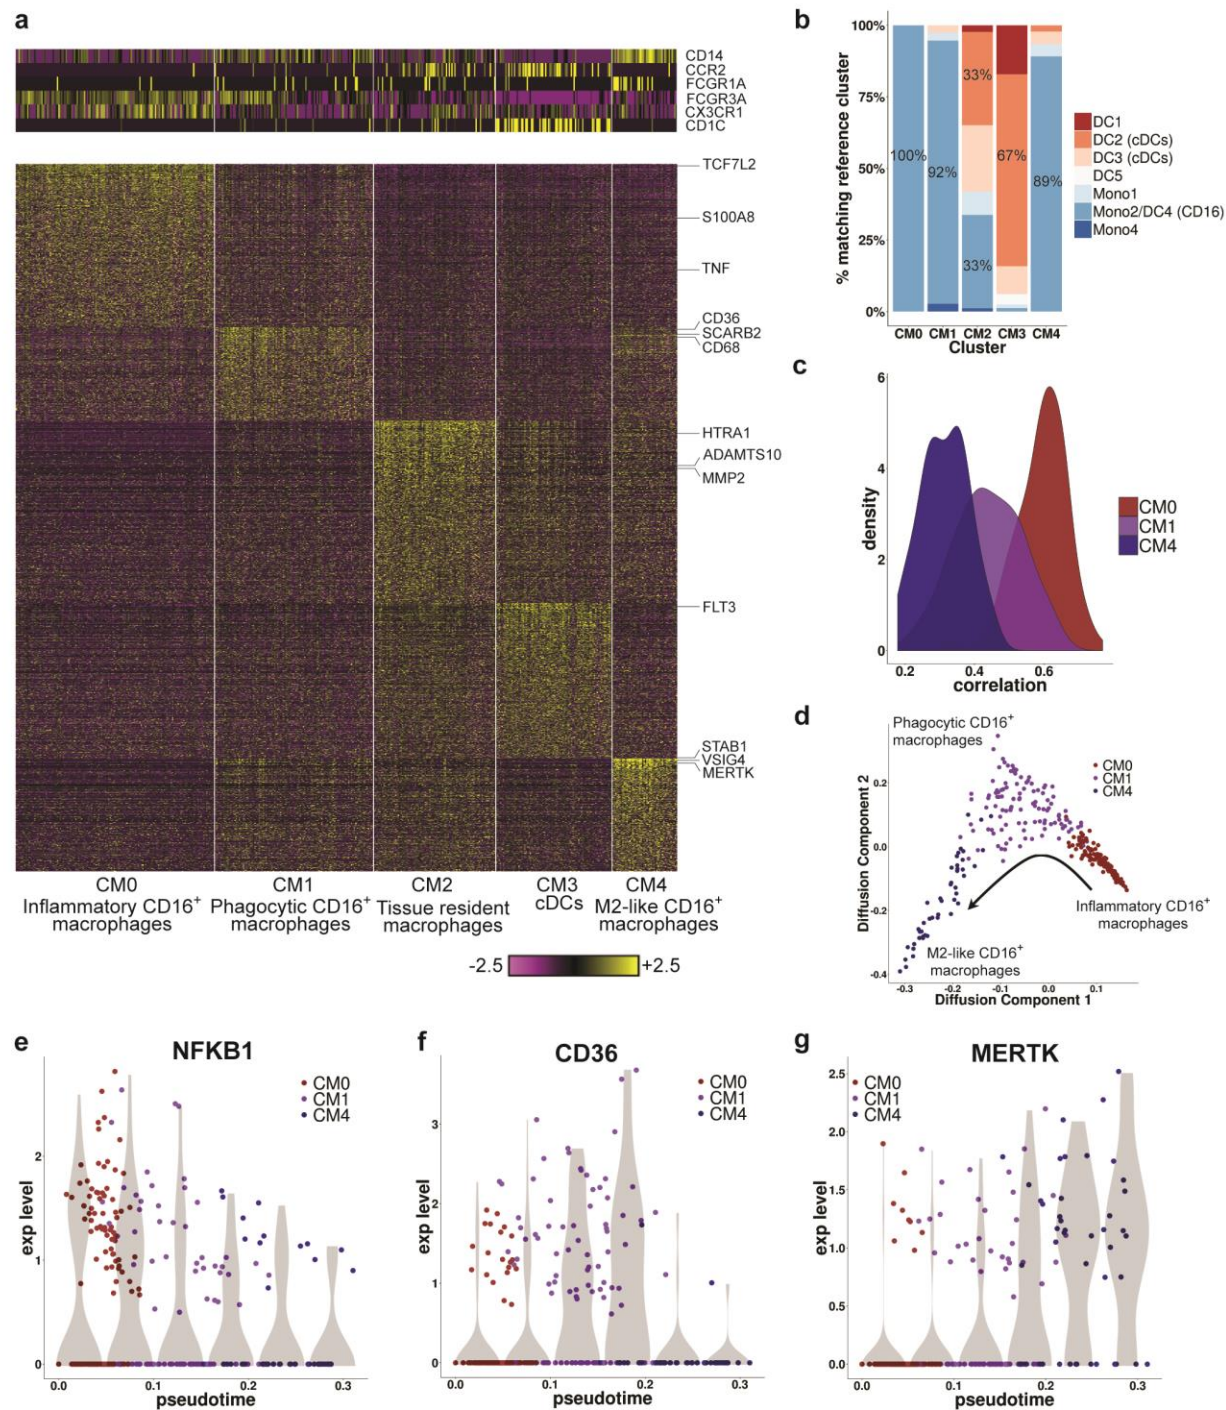 a
CD14
CCR2
FCGR1A
FCGR3A
CX3CR1
CD1C
TCF7L2
S100A8
TNF
CD36
SCARB2
CD68
HTRA1
ADAMTS10
MMP2
FLT3
STAB1
VSIG4
MERTK
CM0
Inflammatory CD16+
macrophages
CM1
Phagocytic CD16+
macrophages
CM2
Tissue resident
macrophages
CM3
cDCs
CM4
M2-like CD16+
macrophages
-2.5
+2.5
b
% matching reference cluster
100%
75%
50%
25%
0%
100%
92%
33%
33%
67%
89%
CM0 CM1 CM2 CM3 CM4
Cluster
DC1
DC2 (cDCs)
DC3 (cDCs)
DC5
Mono1
Mono2/DC4 (CD16)
Mono4
c
density
6
4
2
0
0.2 0.4 0.6
correlation
CM0
CM1
CM4
d
Phagocytic CD16+
macrophages
CM0
CM1
CM4
Diffusion Component 2
0.2
0.0
-0.2
-0.4
Inflammatory CD16+
macrophages
M2-like CD16+
macrophages
-0.3 -0.2 -0.1 0.0 0.1
Diffusion Component 1
e
NFKB1
CM0
CM1
CM4
exp level
2
1
0
0.0 0.1 0.2 0.3
pseudotime
f
CD36
CM0
CM1
CM4
exp level
3
2
1
0
0.0 0.1 0.2 0.3
pseudotime
g
MERTK
CM0
CM1
CM4
exp level
2.5
2.0
1.5
1.0
0.5
0.0
0.0 0.1 0.2 0.3
pseudotime